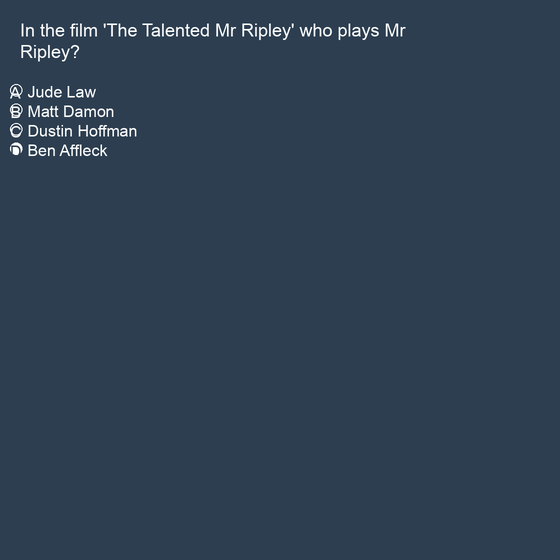 In the film 'The Talented Mr Ripley' who plays Mr
Ripley?
A Jude Law
B Matt Damon
C Dustin Hoffman
D Ben Affleck